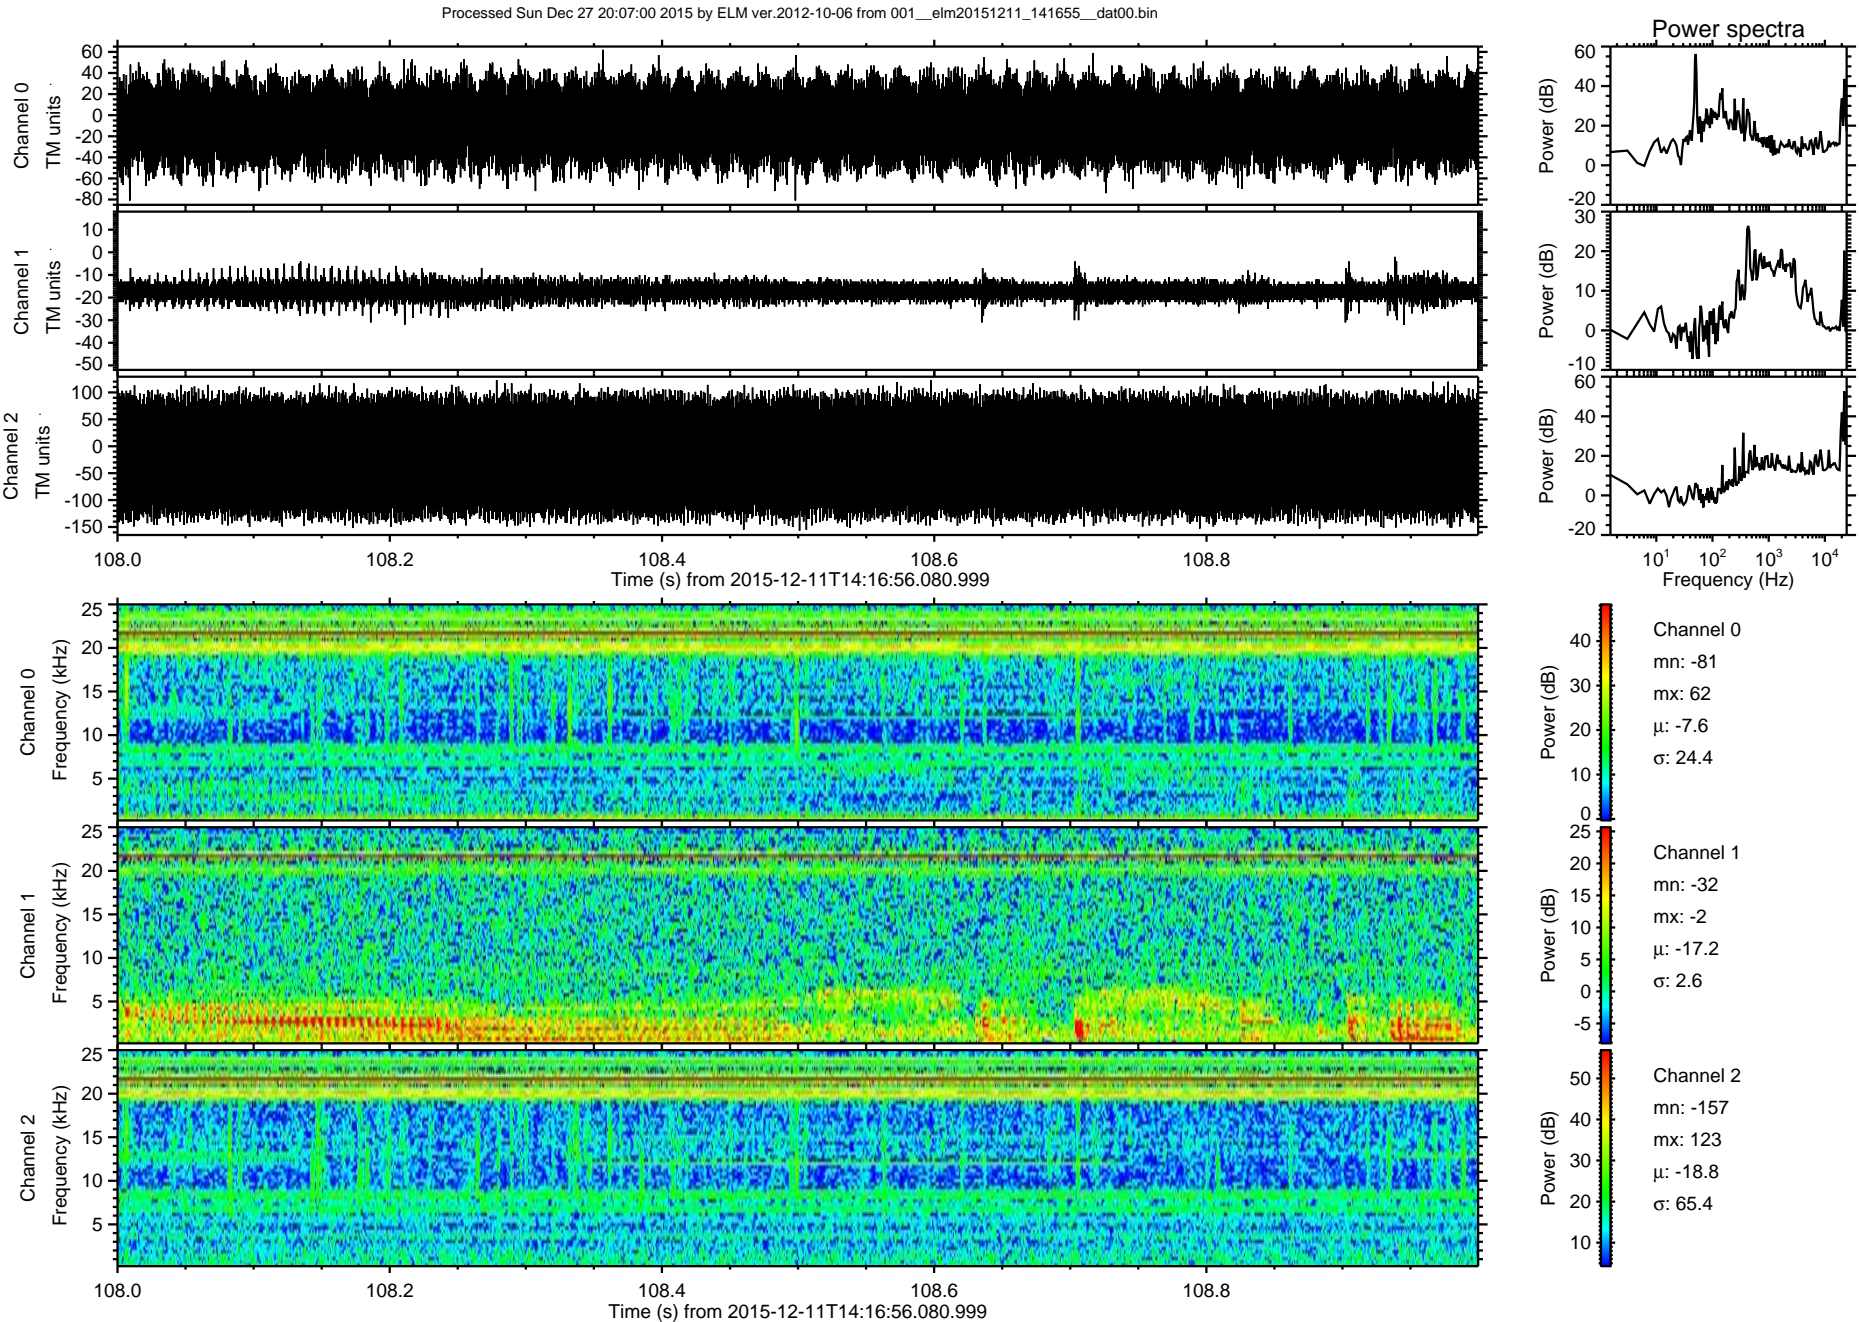 Processed Sun Dec 27 20:07:00 2015 by ELM ver.2012-10-06 from 001__elm20151211_141655__dat00.bin
Power spectra
Channel 0
TM units
60
40
20
0
-20
-40
-60
-80
Power (dB)
60
40
20
0
-20
Channel 1
TM units
10
0
-10
-20
-30
-40
-50
Power (dB)
30
20
10
0
-10
Channel 2
TM units
100
50
0
-50
-100
-150
Power (dB)
60
40
20
0
-20
108.0 108.2 108.4 108.6 108.8
Time (s) from 2015-12-11T14:16:56.080.999
10¹ 10² 10³ 10⁴
Frequency (Hz)
Channel 0
Frequency (kHz)
25
20
15
10
5
Power (dB)
40
30
20
10
0
Channel 0
mn: -81
mx: 62
µ: -7.6
σ: 24.4
Channel 1
Frequency (kHz)
25
20
15
10
5
Power (dB)
25
20
15
10
5
0
-5
Channel 1
mn: -32
mx: -2
µ: -17.2
σ: 2.6
Channel 2
Frequency (kHz)
25
20
15
10
5
Power (dB)
50
40
30
20
10
Channel 2
mn: -157
mx: 123
µ: -18.8
σ: 65.4
108.0 108.2 108.4 108.6 108.8
Time (s) from 2015-12-11T14:16:56.080.999